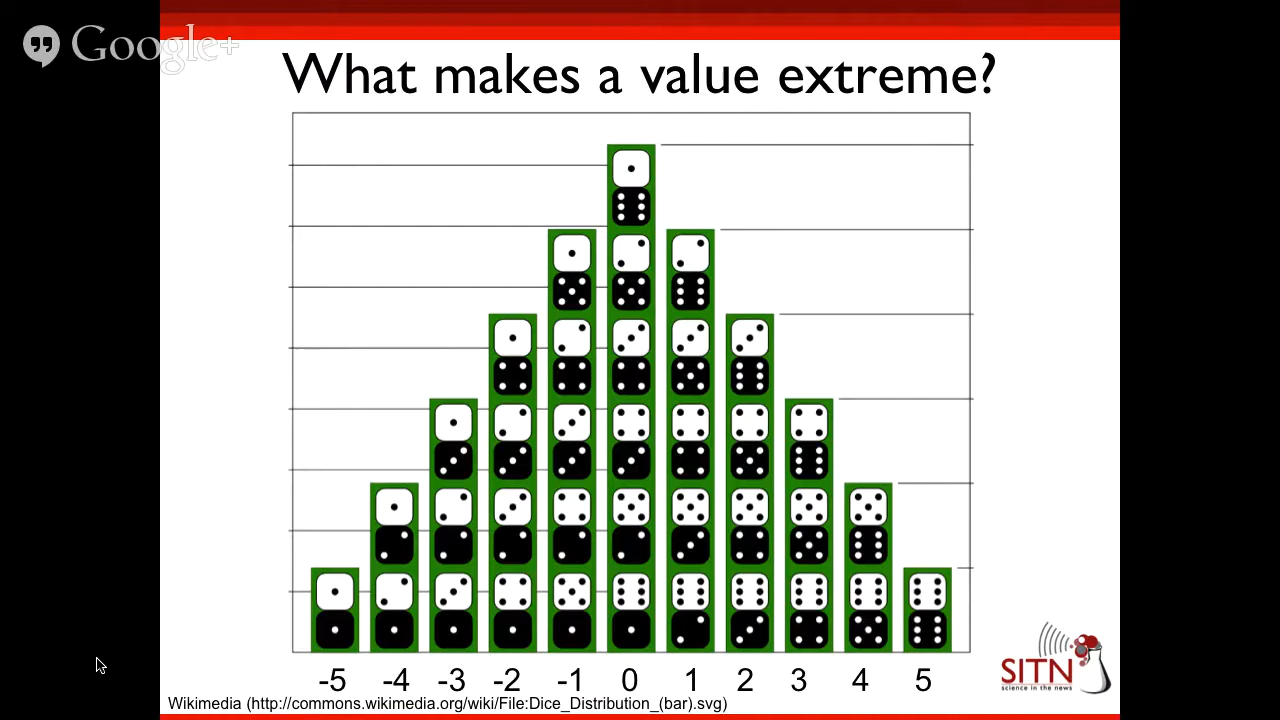 Google+
What makes a value extreme?
-5 -4 -3 -2 -1 0 1 2 3 4 5
SITN
science in the news
Wikimedia (http://commons.wikimedia.org/wiki/File:Dice_Distribution_(bar).svg)